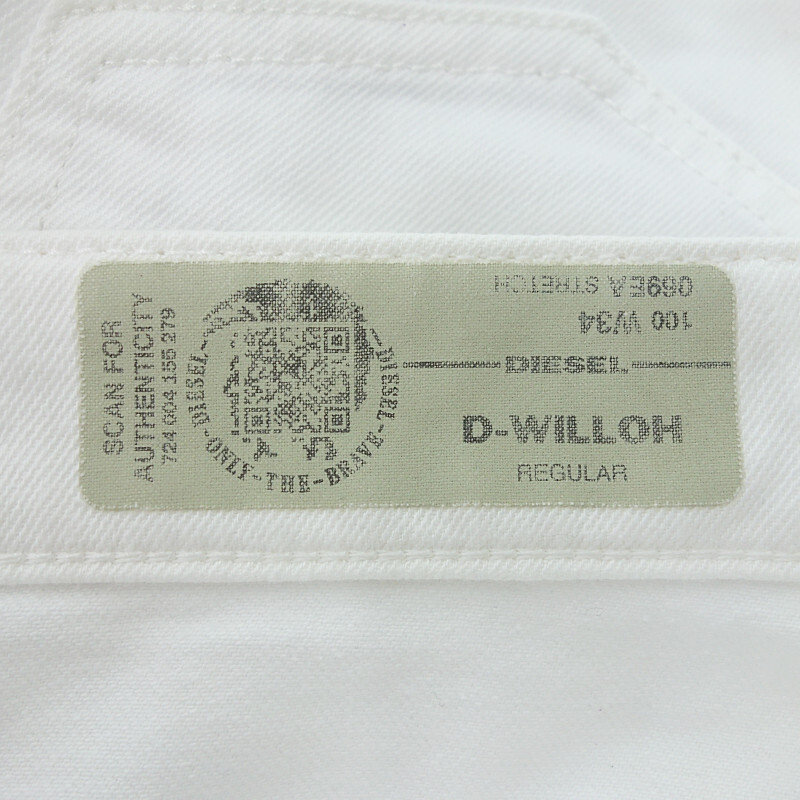 SCAN FOR
AUTHENTICITY
724 004 155 279
DIESEL-ONLY-THE-BRAVE-
069EA STRETCH
100 W34
DIESEL
D-WILLOH
REGULAR